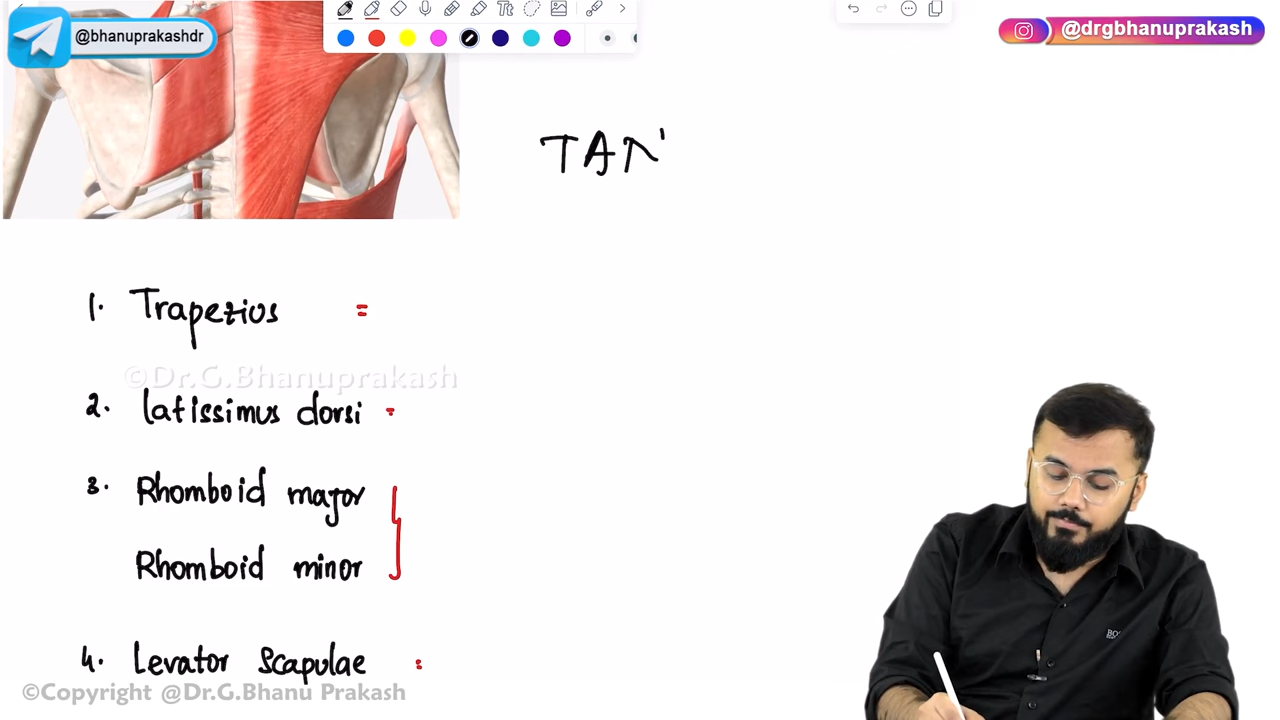 @bhanuprakashdr
Tt
@drgbhanuprakash
TAN
1. Trapezius =
©Dr.G.Bhanuprakash
2. latissimus dorsi =
3. Rhomboid major
Rhomboid minor
4. Levator scapulae :
©Copyright @Dr.G.Bhanu Prakash